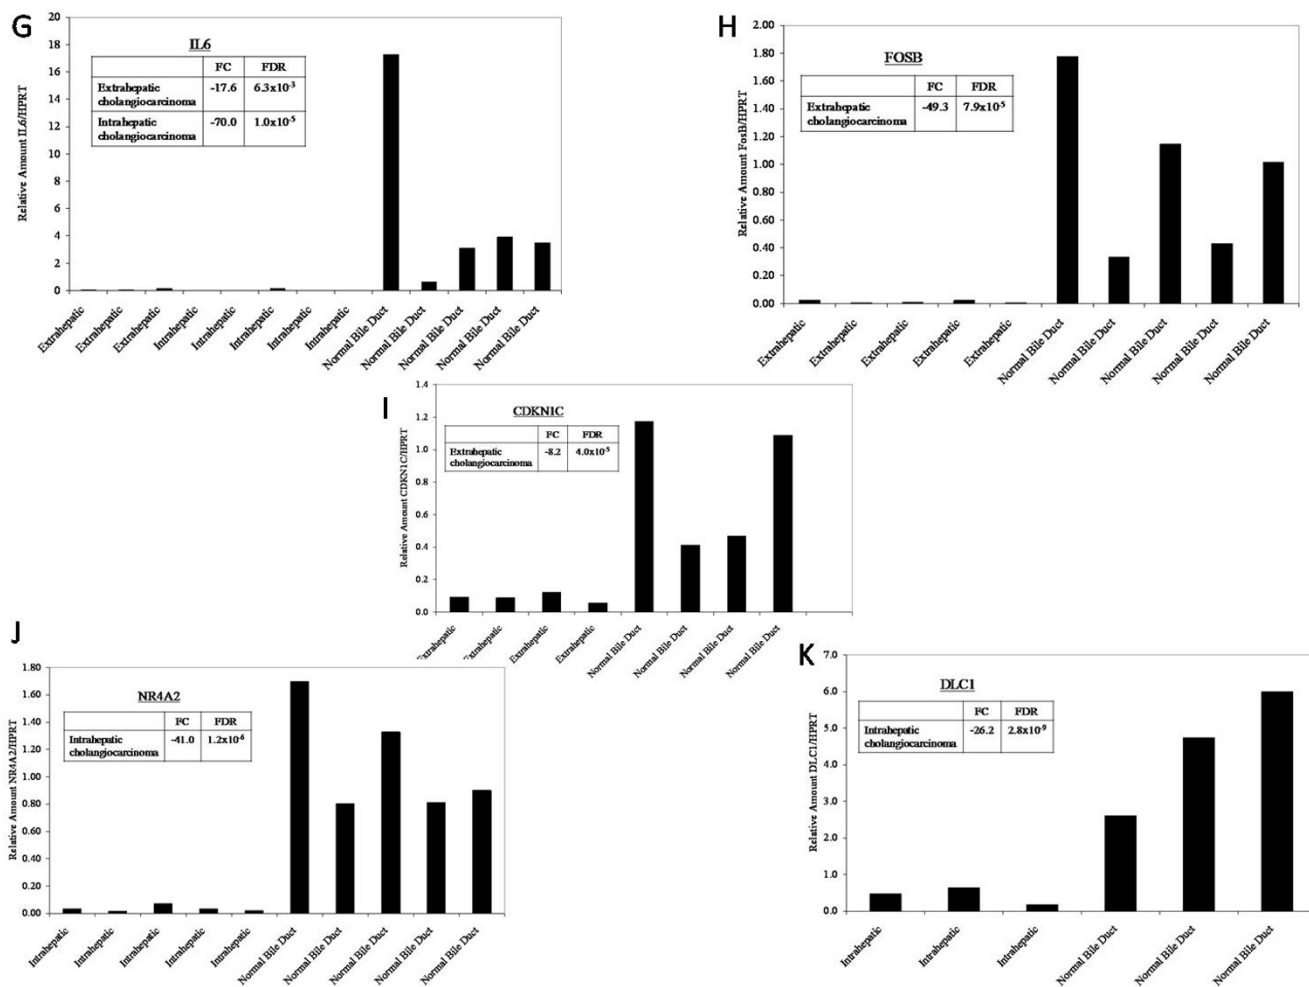 G
IL6
FC FDR
Extrahepatic cholangiocarcinoma -17.6 6.3x10⁻³
Intrahepatic cholangiocarcinoma -70.0 1.0x10⁻⁵
Relative Amount IL6/HPRT
20
18
16
14
12
10
8
6
4
2
0
Extrahepatic
Extrahepatic
Extrahepatic
Intrahepatic
Intrahepatic
Intrahepatic
Intrahepatic
Intrahepatic
Normal Bile Duct
Normal Bile Duct
Normal Bile Duct
Normal Bile Duct
Normal Bile Duct
H
FOSB
FC FDR
Extrahepatic cholangiocarcinoma -49.3 7.9x10⁻⁵
Relative Amount FosB/HPRT
2.00
1.80
1.60
1.40
1.20
1.00
0.80
0.60
0.40
0.20
0.00
Extrahepatic
Extrahepatic
Extrahepatic
Extrahepatic
Extrahepatic
Normal Bile Duct
Normal Bile Duct
Normal Bile Duct
Normal Bile Duct
Normal Bile Duct
I
CDKN1C
FC FDR
Extrahepatic cholangiocarcinoma -8.2 4.0x10⁻⁵
Relative Amount CDKN1C/HPRT
1.4
1.2
1.0
0.8
0.6
0.4
0.2
0.0
Extrahepatic
Extrahepatic
Extrahepatic
Extrahepatic
Normal Bile Duct
Normal Bile Duct
Normal Bile Duct
Normal Bile Duct
J
NR4A2
FC FDR
Intrahepatic cholangiocarcinoma -41.0 1.2x10⁻⁶
Relative Amount NR4A2/HPRT
1.80
1.60
1.40
1.20
1.00
0.80
0.60
0.40
0.20
0.00
Intrahepatic
Intrahepatic
Intrahepatic
Intrahepatic
Intrahepatic
Normal Bile Duct
Normal Bile Duct
Normal Bile Duct
Normal Bile Duct
Normal Bile Duct
K
DLC1
FC FDR
Intrahepatic cholangiocarcinoma -26.2 2.8x10⁻⁹
Relative Amount DLC1/HPRT
7.0
6.0
5.0
4.0
3.0
2.0
1.0
0.0
Intrahepatic
Intrahepatic
Intrahepatic
Normal Bile Duct
Normal Bile Duct
Normal Bile Duct